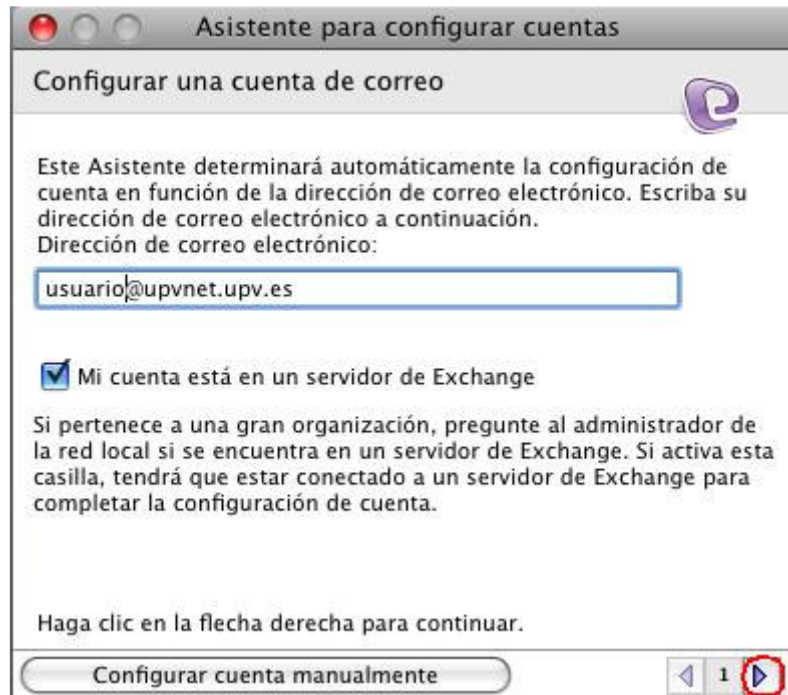 Asistente para configurar cuentas
Configurar una cuenta de correo
Este Asistente determinará automáticamente la configuración de
cuenta en función de la dirección de correo electrónico. Escriba su
dirección de correo electrónico a continuación.
Dirección de correo electrónico:
usuario@upvnet.upv.es
Mi cuenta está en un servidor de Exchange
Si pertenece a una gran organización, pregunte al administrador de
la red local si se encuentra en un servidor de Exchange. Si activa esta
casilla, tendrá que estar conectado a un servidor de Exchange para
completar la configuración de cuenta.
Haga clic en la flecha derecha para continuar.
Configurar cuenta manualmente 1